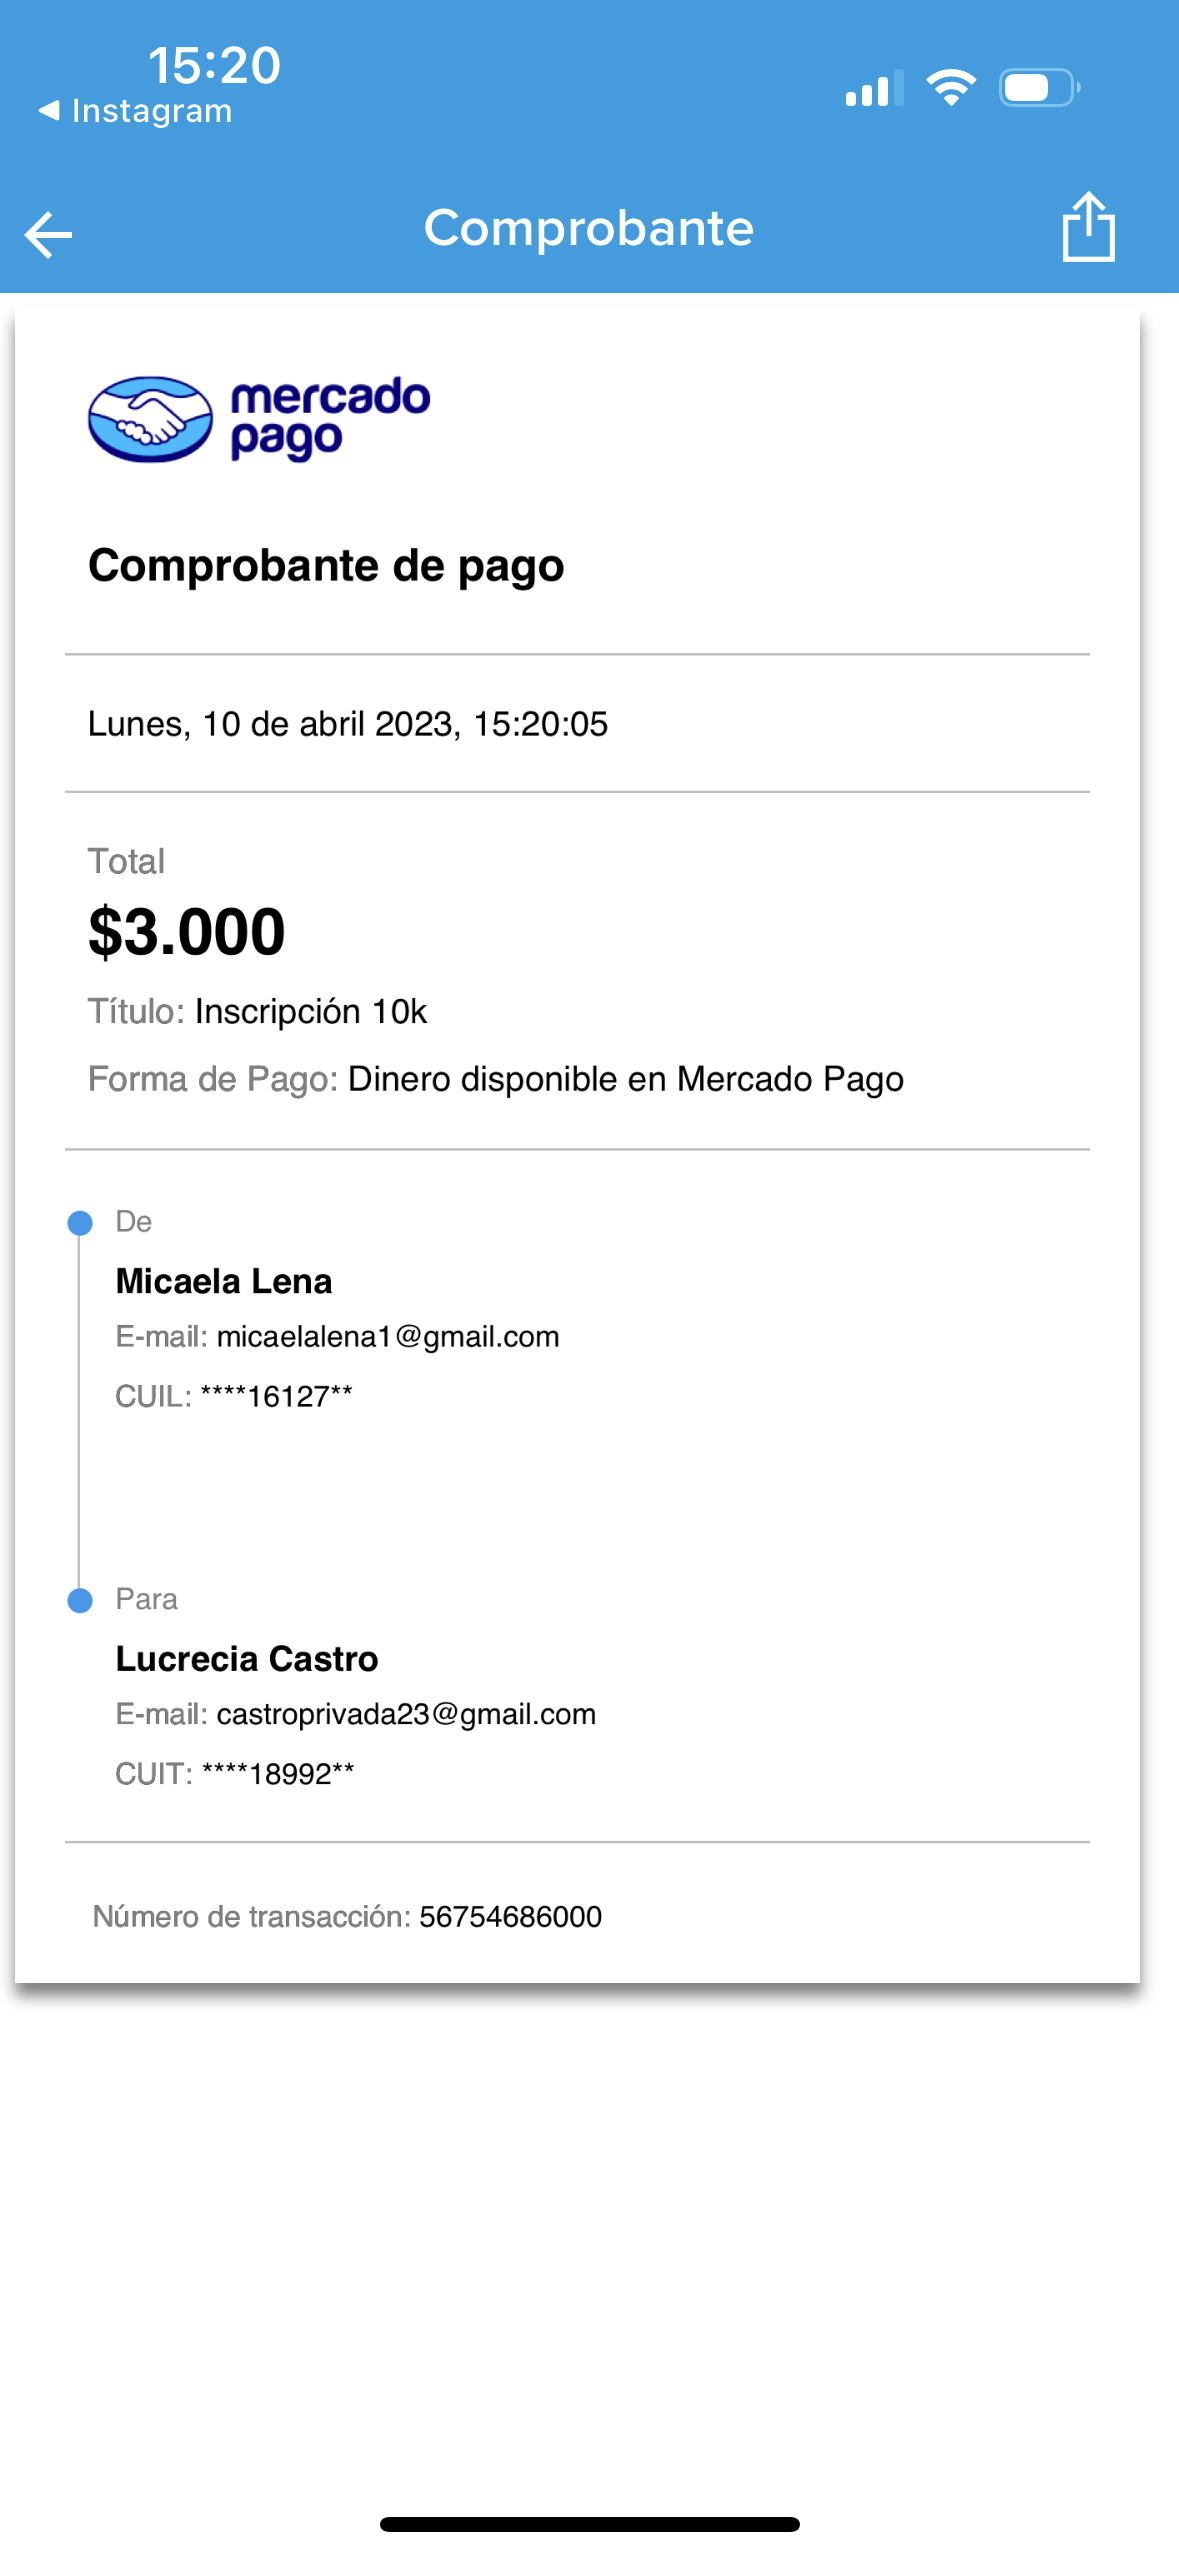 15:20
◀ Instagram
Comprobante
mercado
pago
Comprobante de pago
Lunes, 10 de abril 2023, 15:20:05
Total
$3.000
Título: Inscripción 10k
Forma de Pago: Dinero disponible en Mercado Pago
De
Micaela Lena
E-mail: micaelalena1@gmail.com
CUIL: ****16127**
Para
Lucrecia Castro
E-mail: castroprivada23@gmail.com
CUIT: ****18992**
Número de transacción: 56754686000